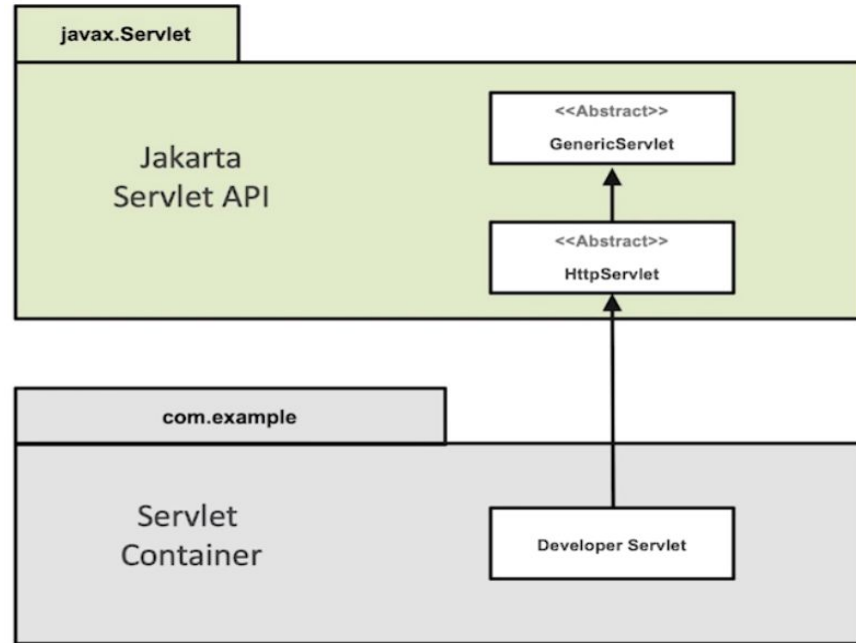 javax.Servlet
<<Abstract>>
GenericServlet
Jakarta
Servlet API
<<Abstract>>
HttpServlet
com.example
Servlet
Container
Developer Servlet